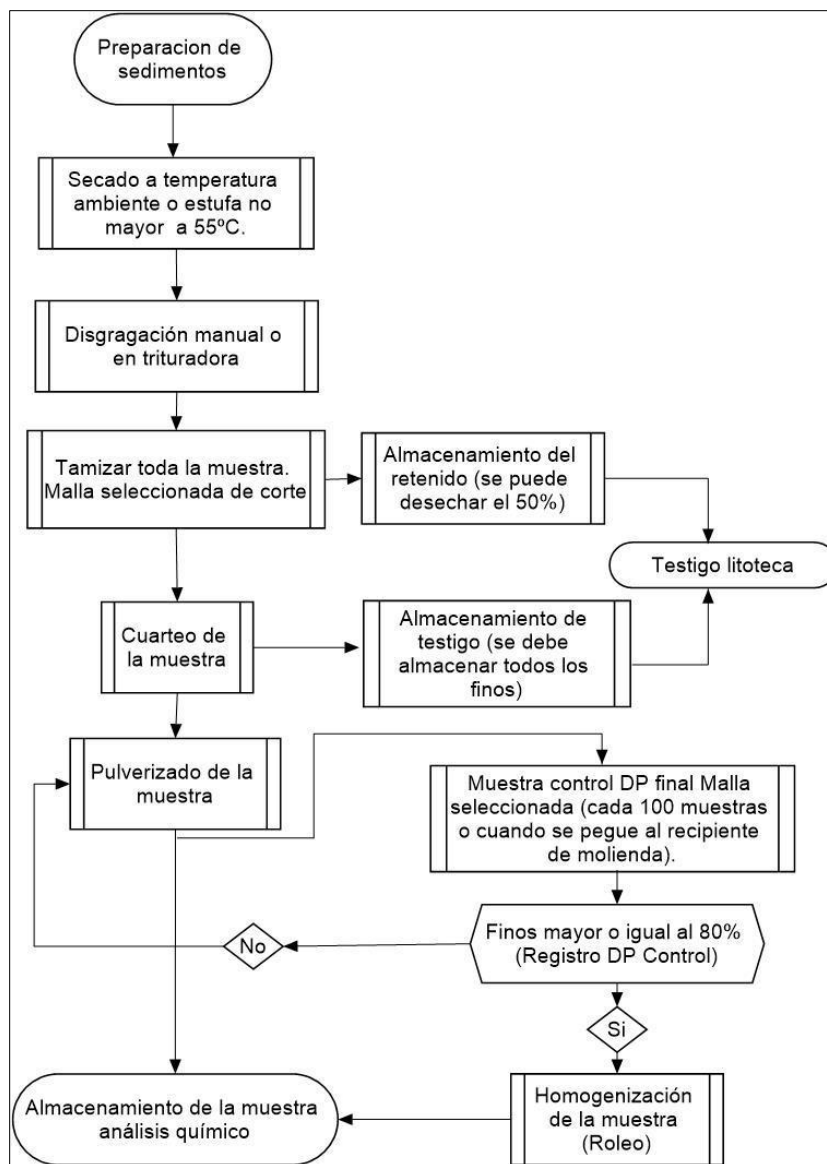 Preparacion de
sedimentos
Secado a temperatura
ambiente o estufa no
mayor a 55ºC.
Disgragación manual o
en trituradora
Tamizar toda la muestra.
Malla seleccionada de corte
Almacenamiento del
retenido (se puede
desechar el 50%)
Testigo litoteca
Cuarteo de
la muestra
Almacenamiento de
testigo (se debe
almacenar todos los
finos)
Pulverizado de la
muestra
Muestra control DP final Malla
seleccionada (cada 100 muestras
o cuando se pegue al recipiente
de molienda).
Finos mayor o igual al 80%
(Registro DP Control)
No
Si
Homogenización
de la muestra
(Roleo)
Almacenamiento de la muestra
análisis químico